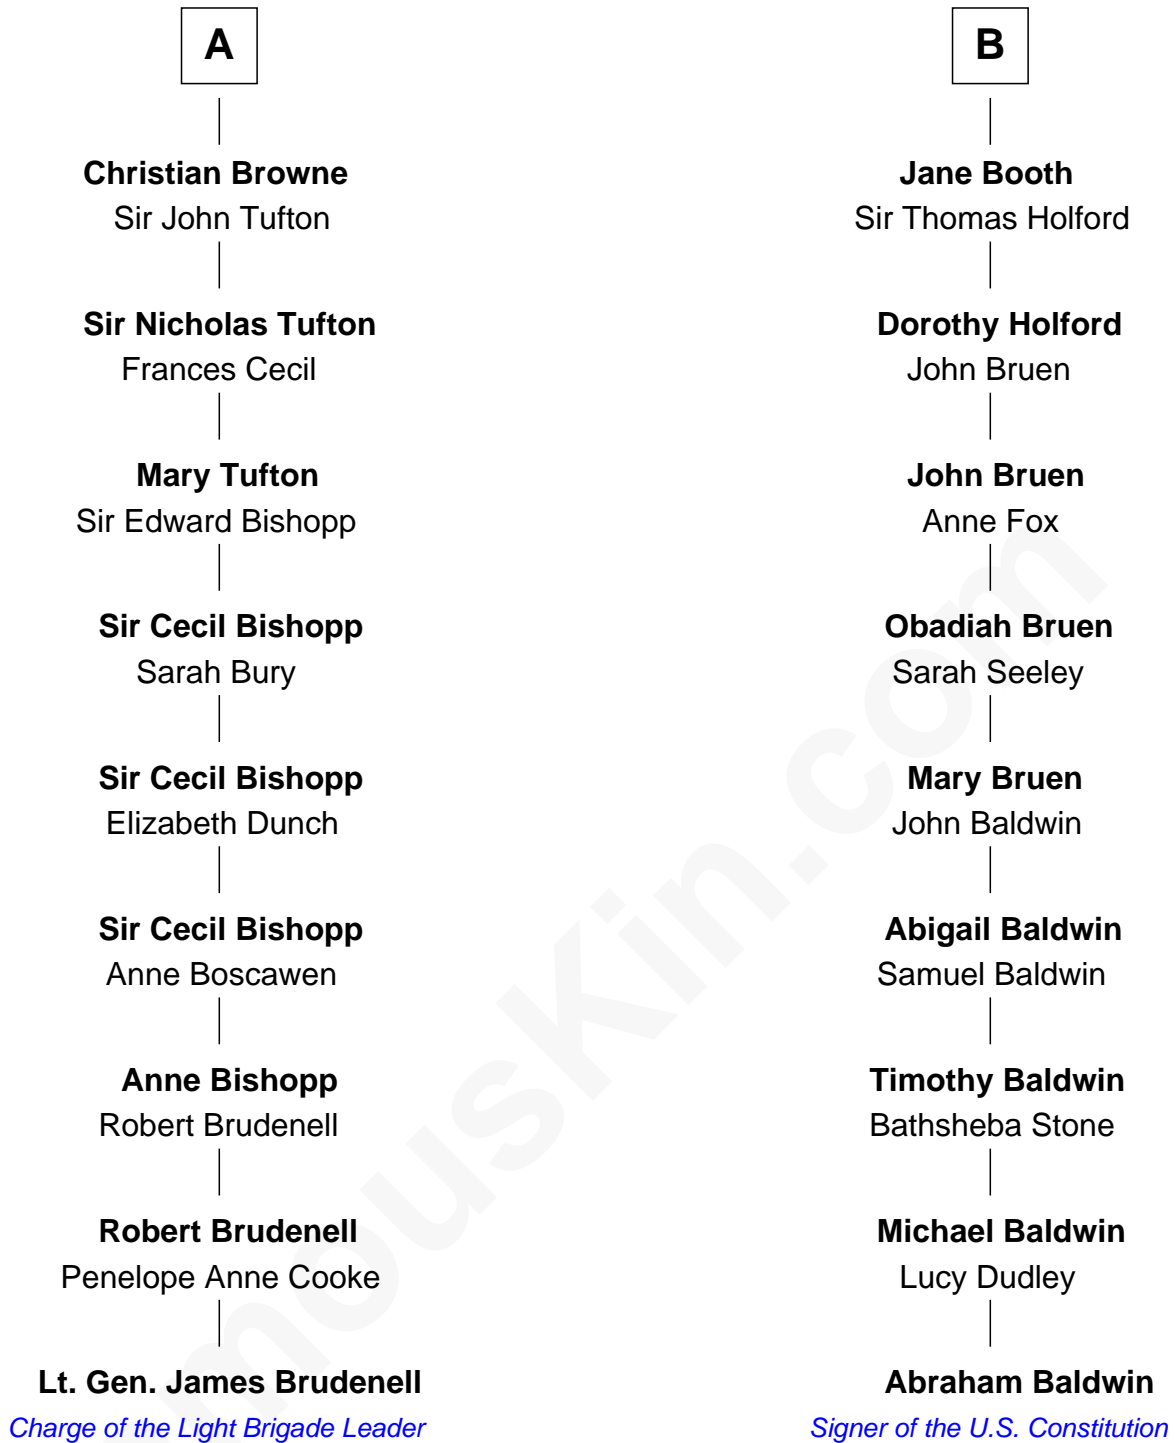 A
Christian Browne
Sir John Tufton
Sir Nicholas Tufton
Frances Cecil
Mary Tufton
Sir Edward Bishopp
Sir Cecil Bishopp
Sarah Bury
Sir Cecil Bishopp
Elizabeth Dunch
Sir Cecil Bishopp
Anne Boscawen
Anne Bishopp
Robert Brudenell
Robert Brudenell
Penelope Anne Cooke
Lt. Gen. James Brudenell
Charge of the Light Brigade Leader
B
Jane Booth
Sir Thomas Holford
Dorothy Holford
John Bruen
John Bruen
Anne Fox
Obadiah Bruen
Sarah Seeley
Mary Bruen
John Baldwin
Abigail Baldwin
Samuel Baldwin
Timothy Baldwin
Bathsheba Stone
Michael Baldwin
Lucy Dudley
Abraham Baldwin
Signer of the U.S. Constitution
mousKin.com